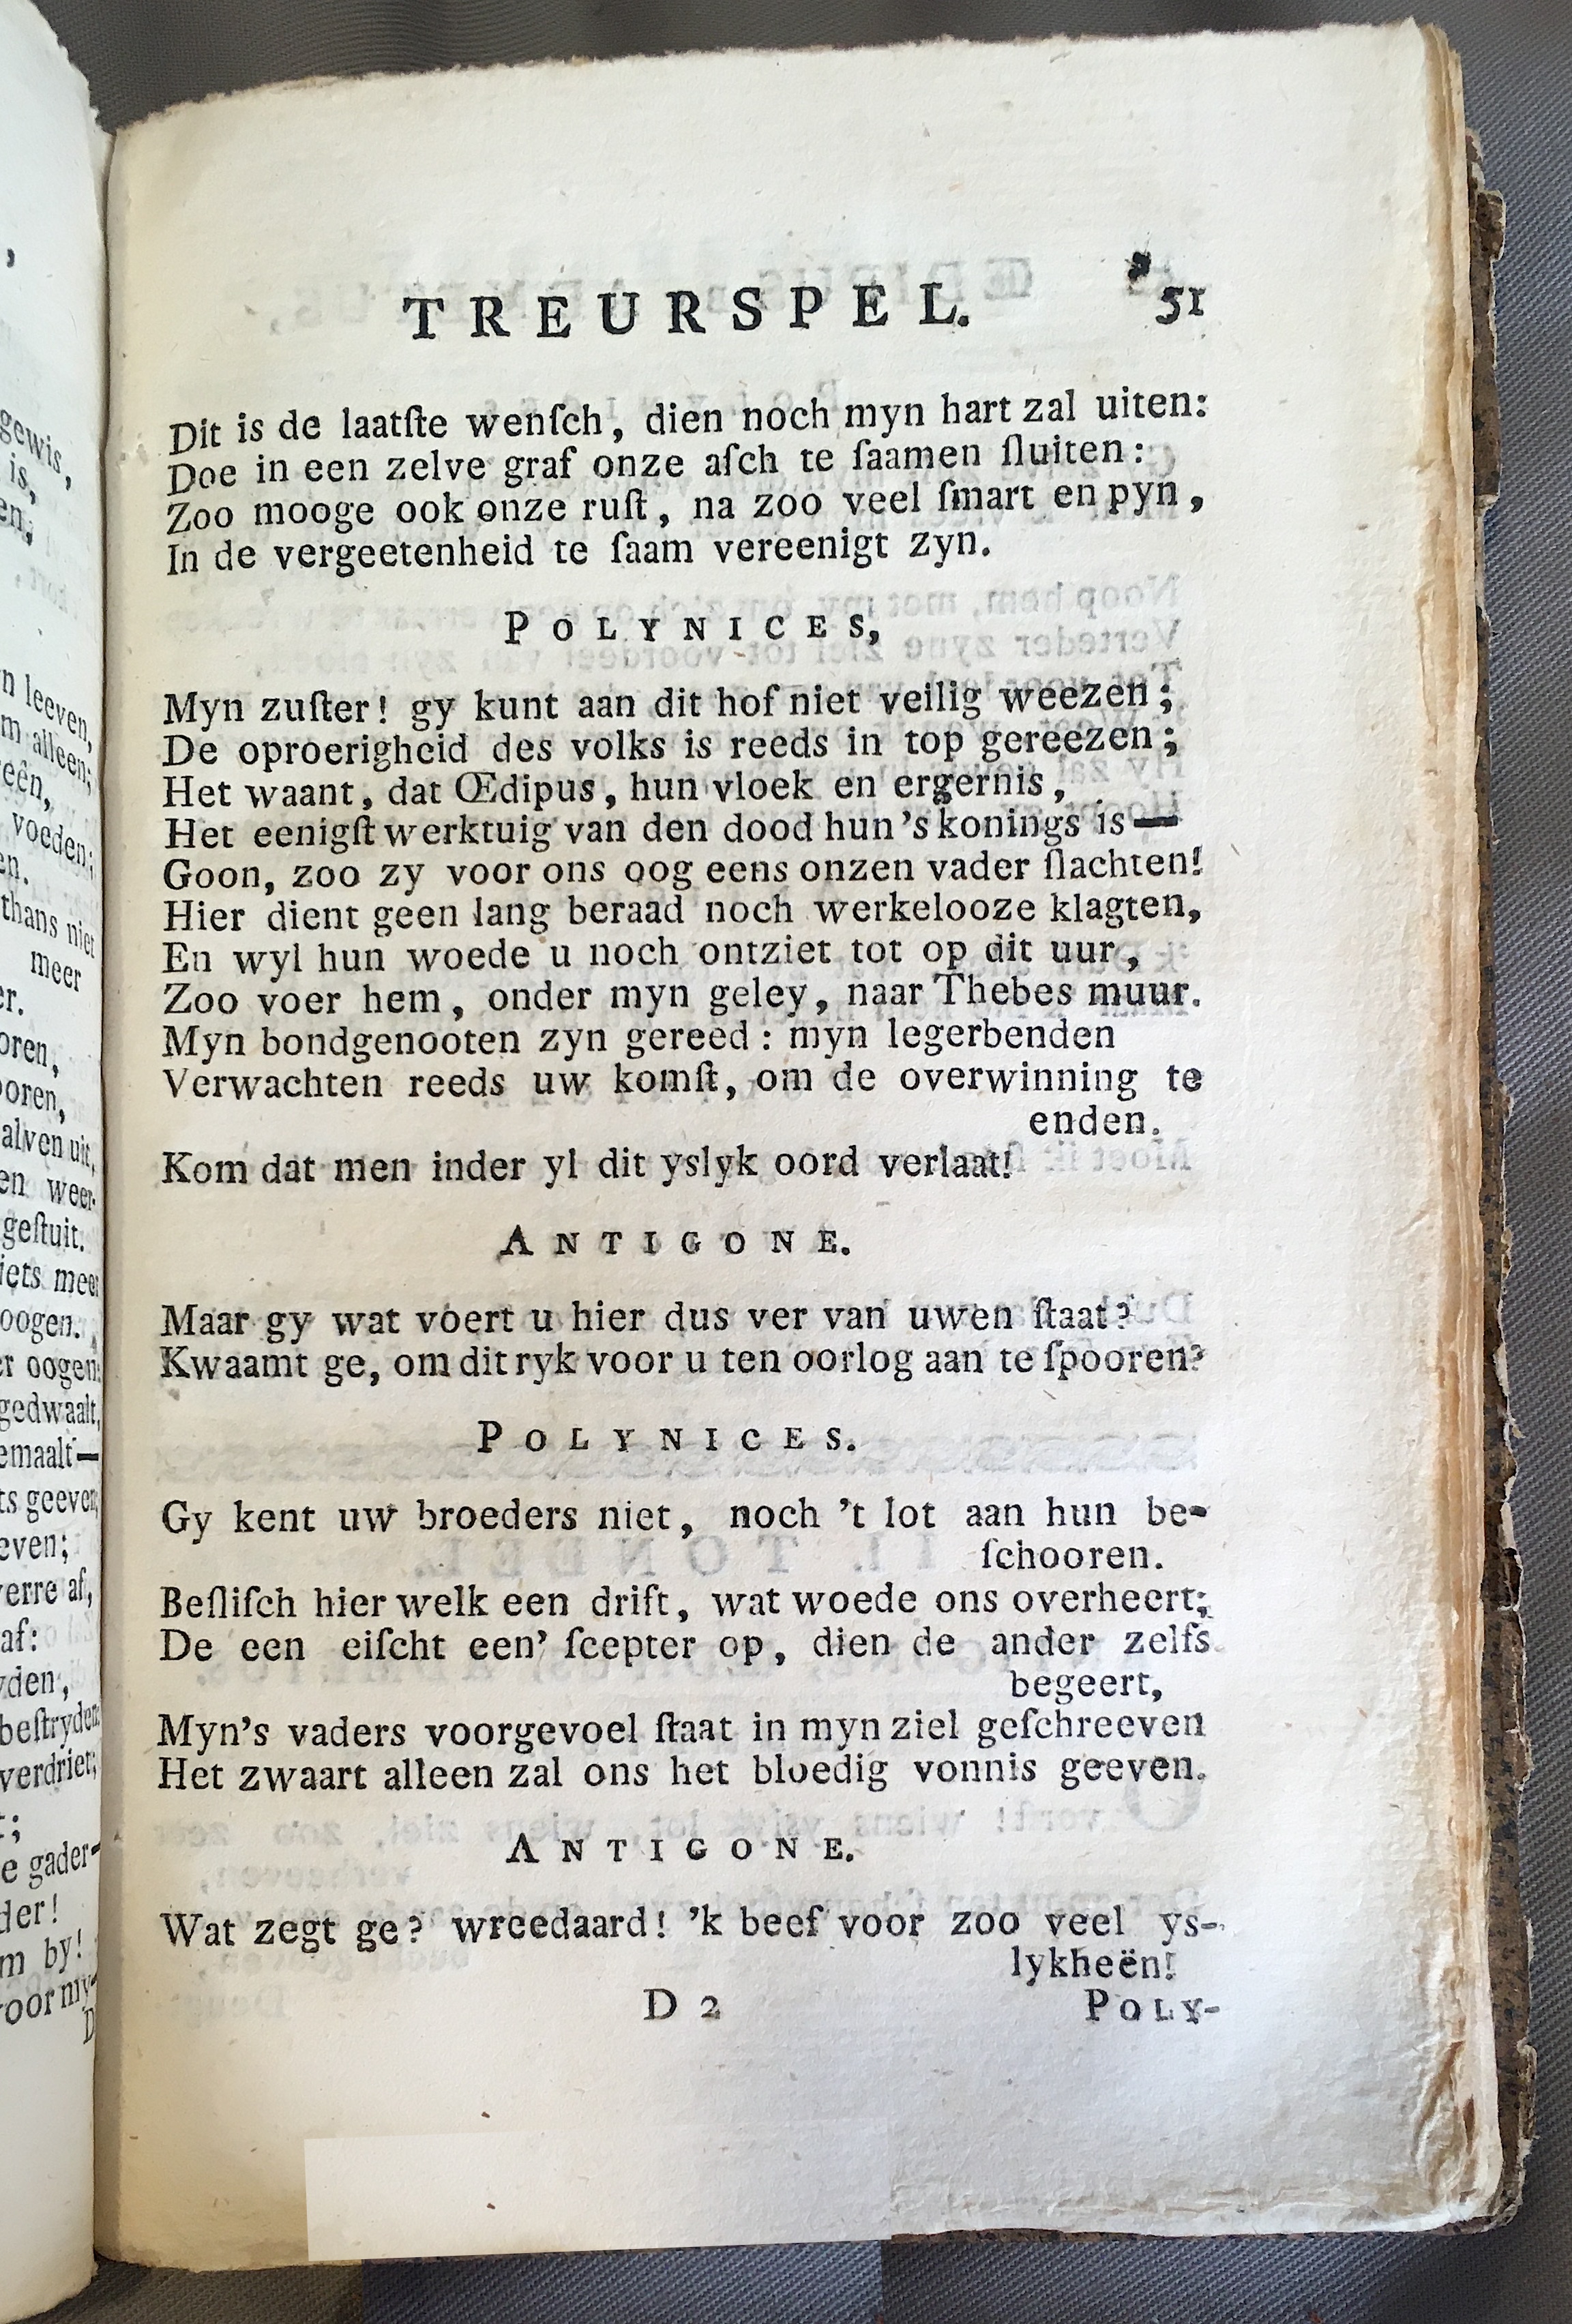 TREURSPEL. 51
Dit is de laatſte wenſch, dien noch myn hart zal uiten:
Doe in een zelve graf onze aſch te ſaamen ſluiten:
Zoo mooge ook onze ruſt, na zoo veel ſmart en pyn,
In de vergeetenheid te ſaam vereenigt zyn.
POLYNICES,
Myn zuſter! gy kunt aan dit hof niet veilig weezen;
De oproerigheid des volks is reeds in top gereezen;
Het waant, dat Œdipus, hun vloek en ergernis,
Het eenigſt werktuig van den dood hun's konings is—
Goon, zoo zy voor ons oog eens onzen vader ſlachten!
Hier dient geen lang beraad noch werkelooze klagten,
En wyl hun woede u noch ontziet tot op dit uur,
Zoo voer hem, onder myn geley, naar Thebes muur.
Myn bondgenooten zyn gereed: myn legerbenden
Verwachten reeds uw komſt, om de overwinning te
enden.
Kom dat men inder yl dit yslyk oord verlaat!
ANTIGONE.
Maar gy wat voert u hier dus ver van uwen ſtaat?
Kwaamt ge, om dit ryk voor u ten oorlog aan te ſpooren?
POLYNICES.
Gy kent uw broeders niet, noch 't lot aan hun be-
ſchooren.
Beſliſch hier welk een drift, wat woede ons overheert;
De een eiſcht een' ſcepter op, dien de ander zelfs
begeert,
Myn's vaders voorgevoel ſtaat in myn ziel geſchreeven
Het zwaart alleen zal ons het bloedig vonnis geeven.
ANTIGONE.
Wat zegt ge? wreedaard! 'k beef voor zoo veel ys-
lykheën!
D 2 POLY-